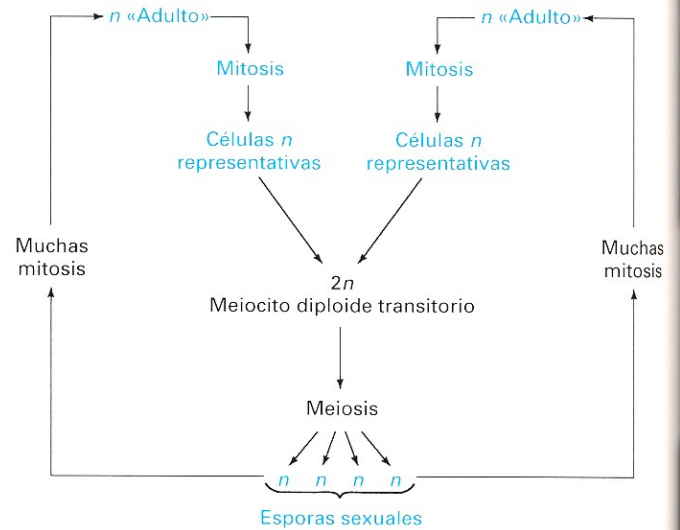 n «Adulto»
n «Adulto»
Mitosis
Mitosis
Células n
representativas
Células n
representativas
Muchas
mitosis
Muchas
mitosis
2n
Meiocito diploide transitorio
Meiosis
n n n n
Esporas sexuales